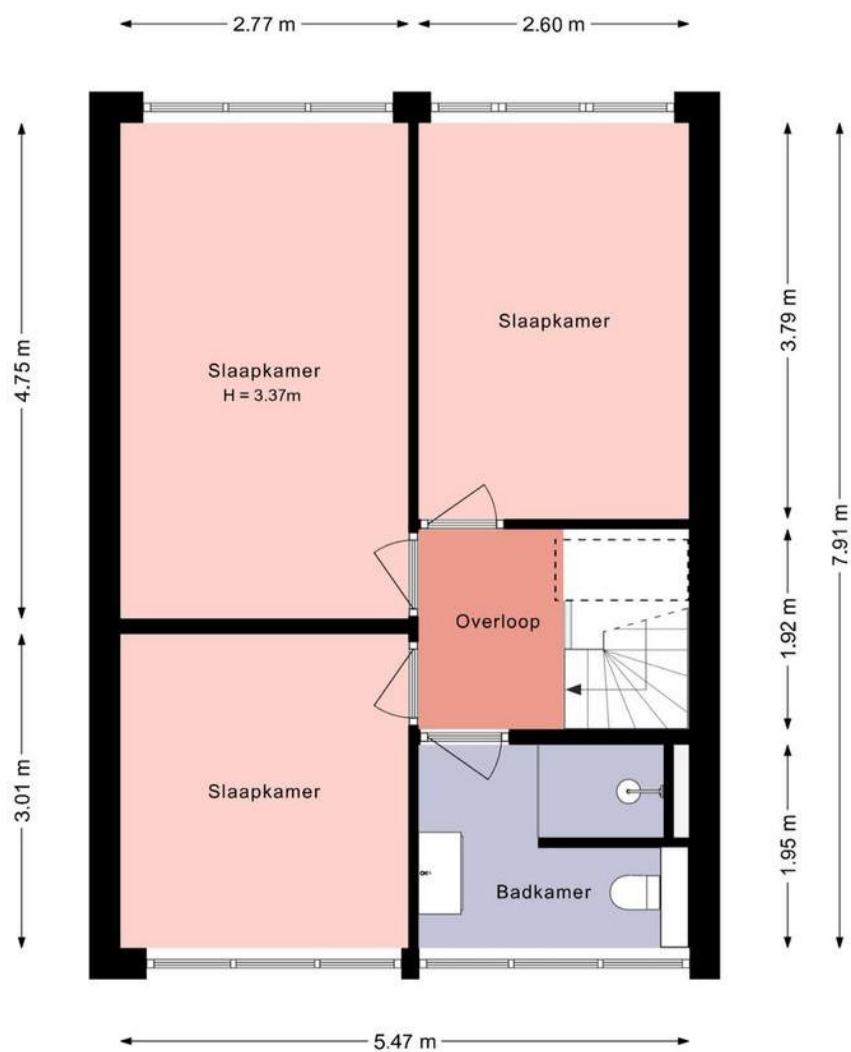 2.77 m
2.60 m
Slaapkamer
H = 3.37m
Slaapkamer
4.75 m
3.79 m
7.91 m
Overloop
1.92 m
Slaapkamer
3.01 m
Badkamer
1.95 m
5.47 m